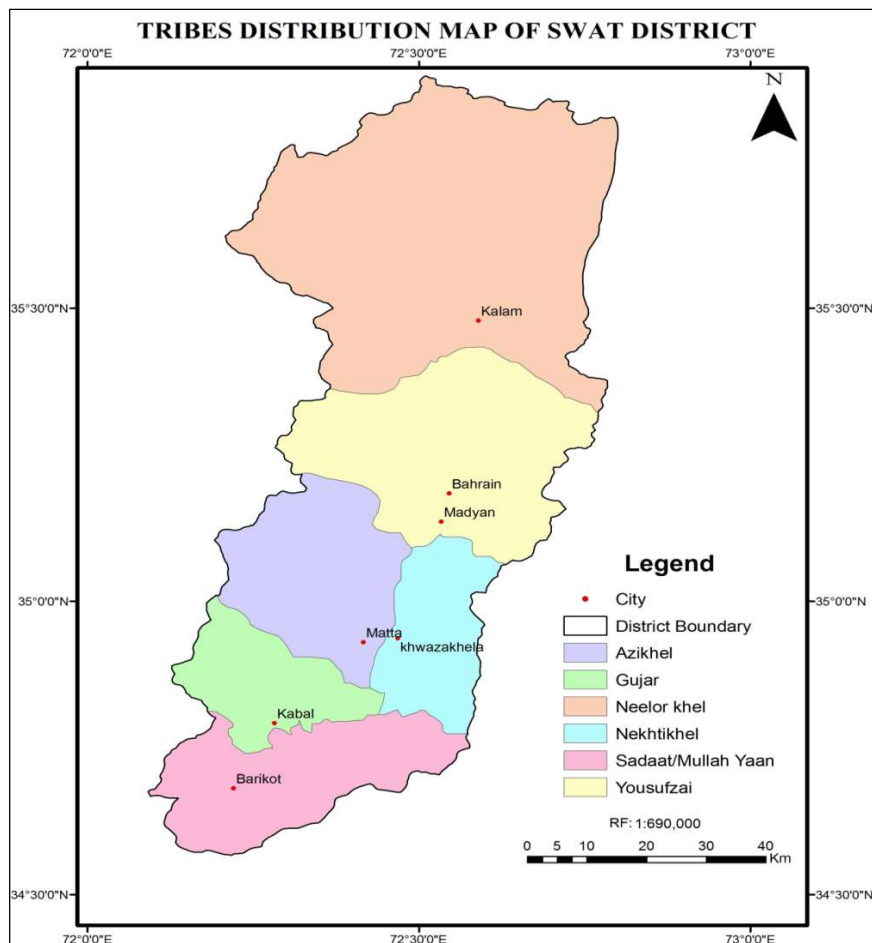 TRIBES DISTRIBUTION MAP OF SWAT DISTRICT
72°0'0"E
72°30'0"E
73°0'0"E
N
35°30'0"N
35°30'0"N
Kalam
Bahrain
Madyan
35°0'0"N
35°0'0"N
Matta
khwazakhela
Kabal
Barikot
Legend
City
District Boundary
Azikhel
Gujar
Neelor khel
Nekhtikhel
Sadaat/Mullah Yaan
Yousufzai
RF: 1:690,000
0 5 10 20 30 40
Km
34°30'0"N
34°30'0"N
72°0'0"E
72°30'0"E
73°0'0"E